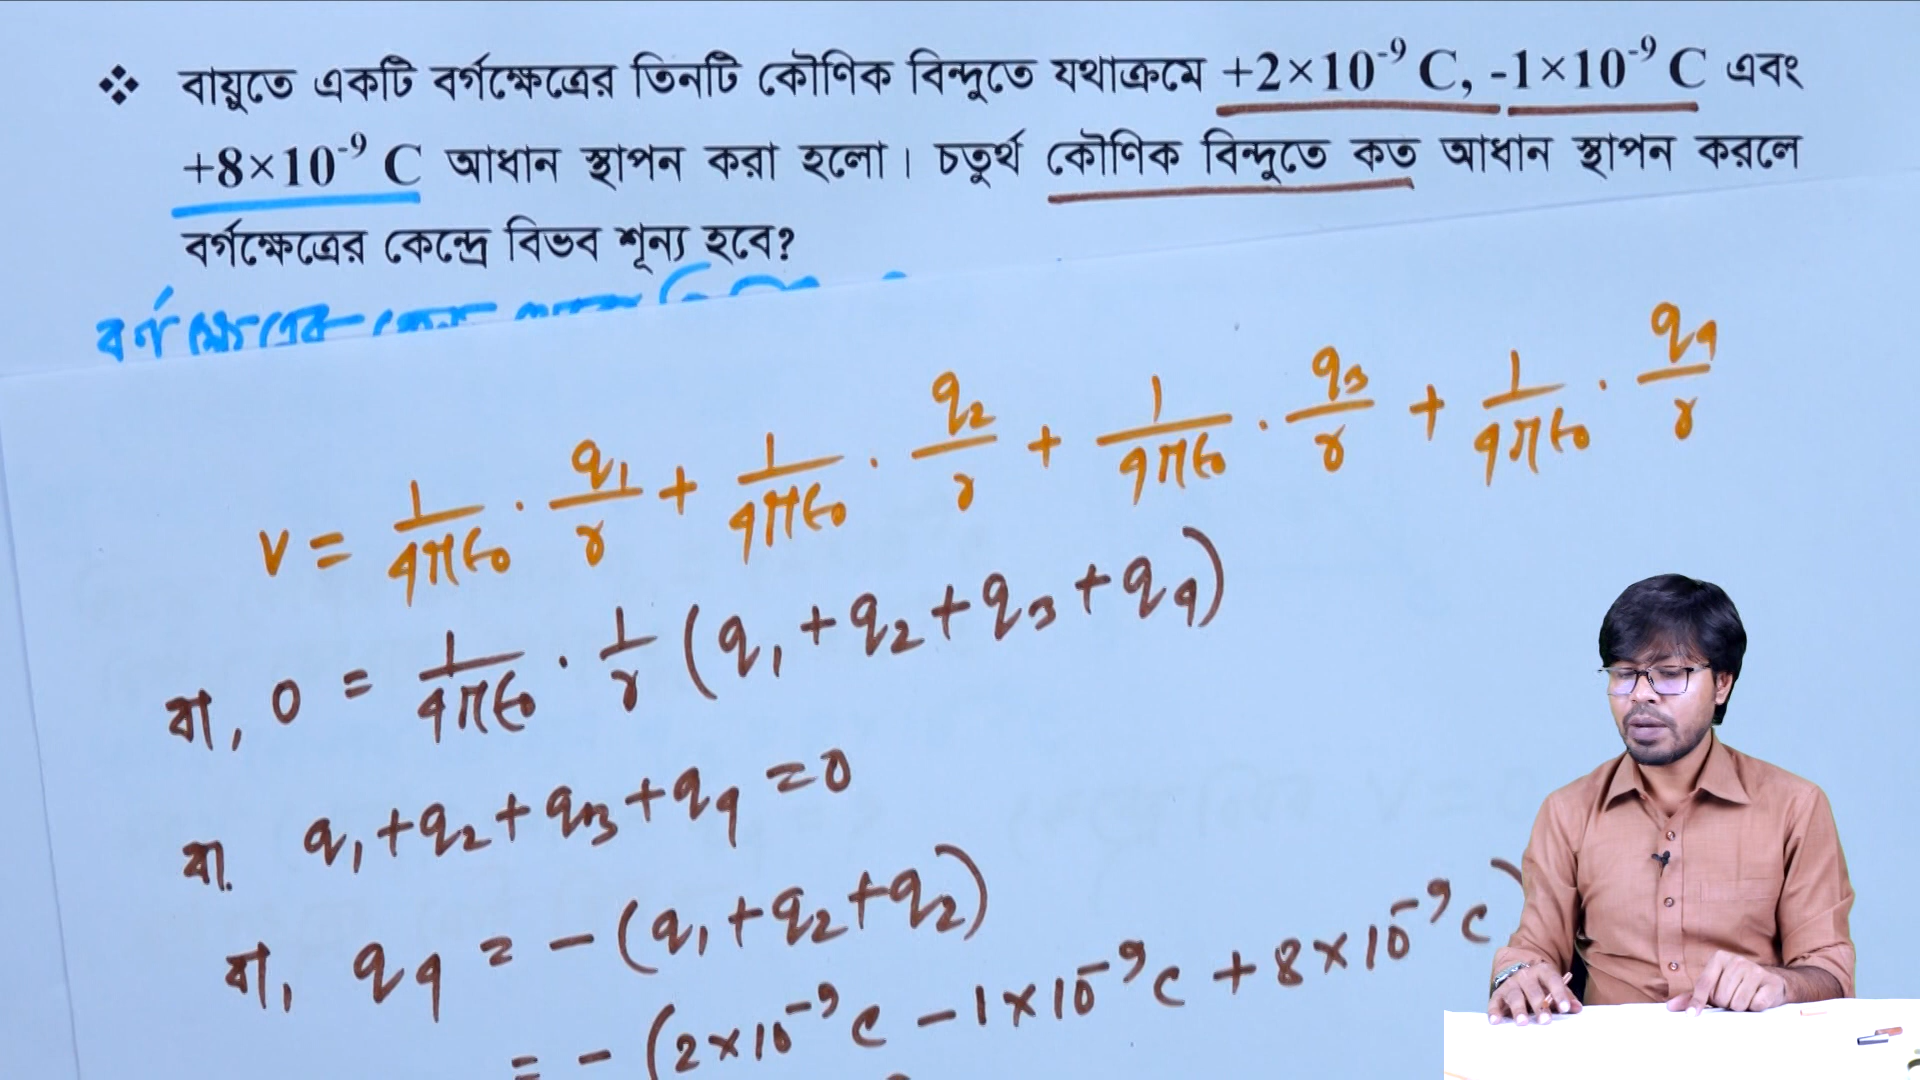 ❖ বায়ুতে একটি বর্গক্ষেত্রের তিনটি কৌণিক বিন্দুতে যথাক্রমে +2×10⁻⁹ C, -1×10⁻⁹ C এবং
+8×10⁻⁹ C আধান স্থাপন করা হলো। চতুর্থ কৌণিক বিন্দুতে কত আধান স্থাপন করলে
বর্গক্ষেত্রের কেন্দ্রে বিভব শূন্য হবে?
V = 1/4πϵ₀ · q₁/r + 1/4πϵ₀ · q₂/r + 1/4πϵ₀ · q₃/r + 1/4πϵ₀ · q₄/r
বা, 0 = 1/4πϵ₀ · 1/r (q₁ + q₂ + q₃ + q₄)
বা. q₁ + q₂ + q₃ + q₄ = 0
বা, q₄ = - (q₁ + q₂ + q₂)
= - (2×10⁻⁹ C - 1×10⁻⁹ C + 8×10⁻⁹ C)